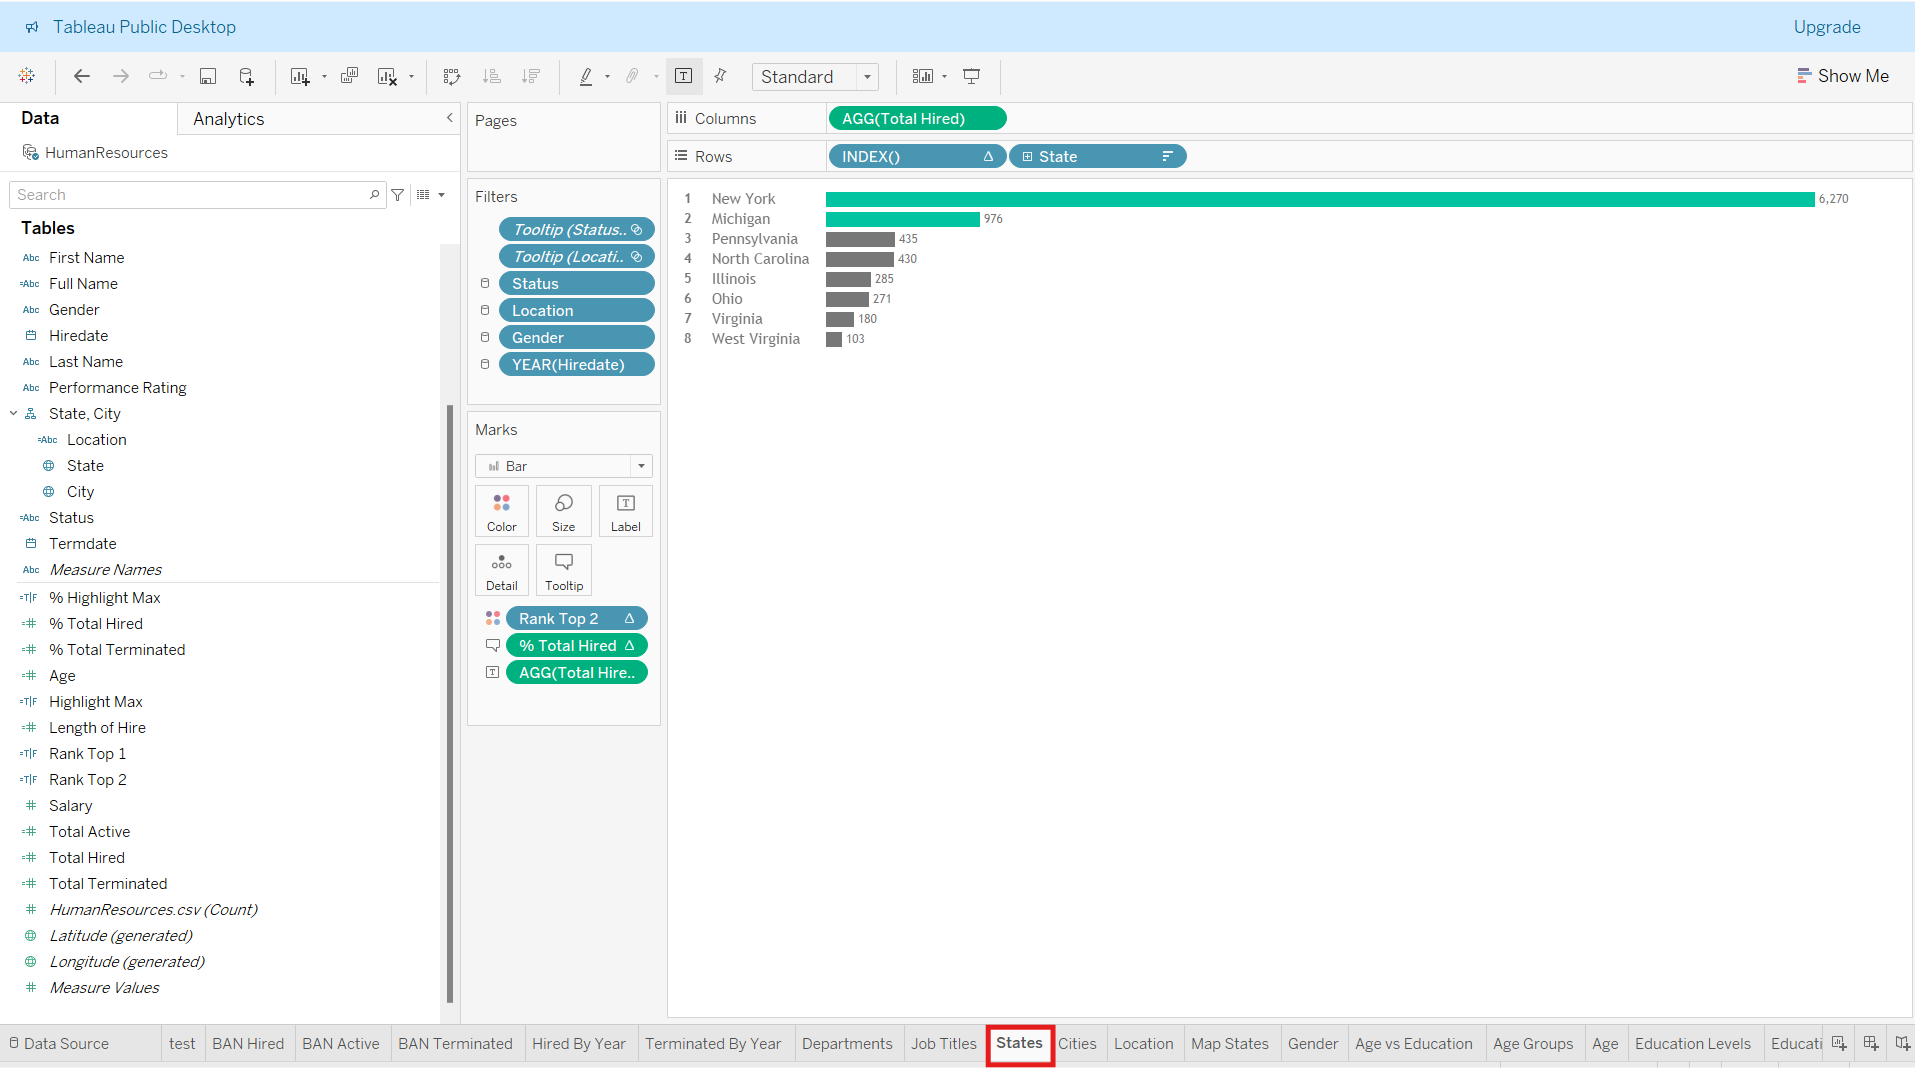 Tableau Public Desktop
Upgrade
Standard
Show Me
Data
Analytics
HumanResources
Search
Tables
Abc First Name
=Abc Full Name
Abc Gender
Hiredate
Abc Last Name
Abc Performance Rating
State, City
=Abc Location
State
City
=Abc Status
Termdate
Abc Measure Names
=T|F % Highlight Max
=# % Total Hired
=# % Total Terminated
=# Age
=T|F Highlight Max
=# Length of Hire
=T|F Rank Top 1
=T|F Rank Top 2
# Salary
=# Total Active
=# Total Hired
=# Total Terminated
# HumanResources.csv (Count)
Latitude (generated)
Longitude (generated)
# Measure Values
Pages
Filters
Tooltip (Status..
Tooltip (Locati..
Status
Location
Gender
YEAR(Hiredate)
Marks
Bar
Color
Size
Label
Detail
Tooltip
Rank Top 2
% Total Hired
AGG(Total Hire..
Columns
AGG(Total Hired)
Rows
INDEX()
State
1 New York 6,270
2 Michigan 976
3 Pennsylvania 435
4 North Carolina 430
5 Illinois 285
6 Ohio 271
7 Virginia 180
8 West Virginia 103
Data Source
test
BAN Hired
BAN Active
BAN Terminated
Hired By Year
Terminated By Year
Departments
Job Titles
States
Cities
Location
Map States
Gender
Age vs Education
Age Groups
Age
Education Levels
Educati